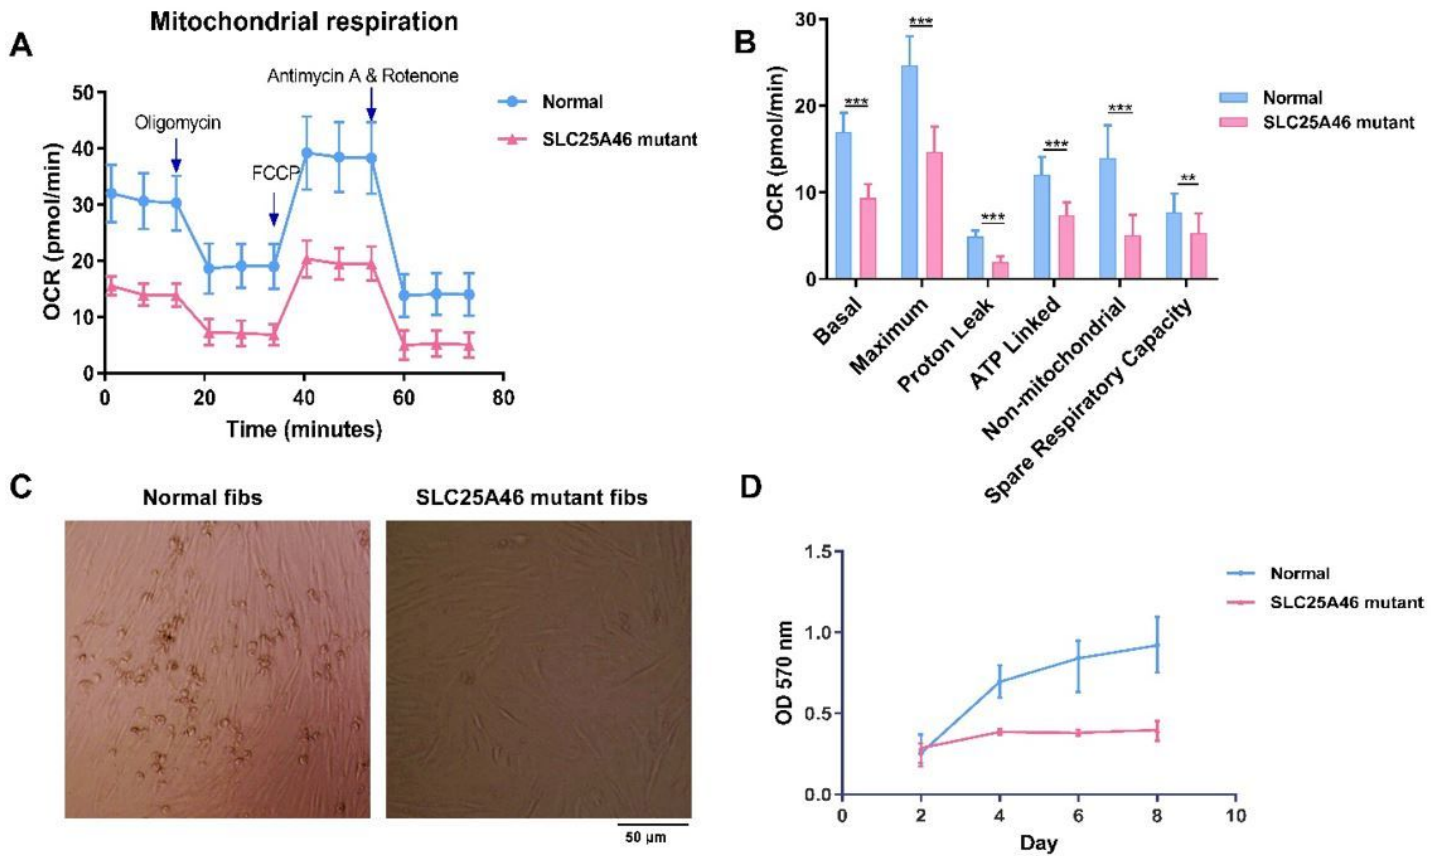 Mitochondrial respiration
A
OCR (pmol/min)
50
40
30
20
10
0
0 20 40 60 80
Time (minutes)
Oligomycin
FCCP
Antimycin A & Rotenone
Normal
SLC25A46 mutant
B
OCR (pmol/min)
30
20
10
0
***
***
***
***
***
**
Basal
Maximum
Proton Leak
ATP Linked
Non-mitochondrial
Spare Respiratory Capacity
Normal
SLC25A46 mutant
C
Normal fibs
SLC25A46 mutant fibs
50 µm
D
OD 570 nm
1.5
1.0
0.5
0.0
0 2 4 6 8 10
Day
Normal
SLC25A46 mutant